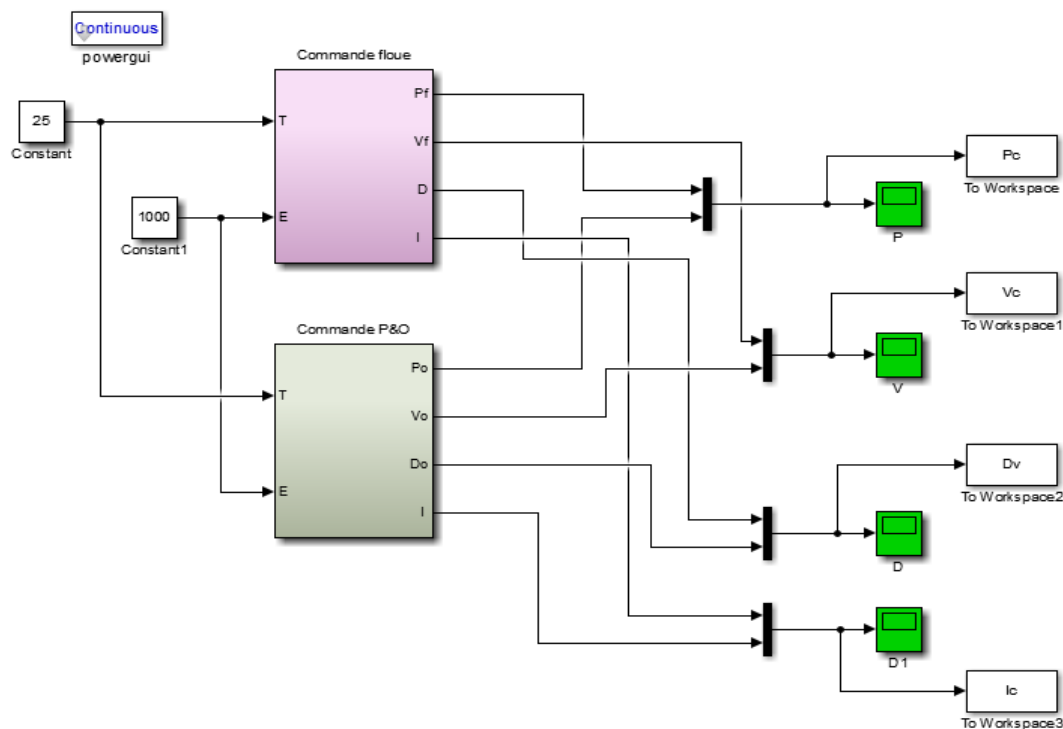 Continuous
powergui
Commande floue
25
Constant
1000
Constant1
T
E
Pf
Vf
D
I
Commande P&O
T
E
Po
Vo
Do
I
Pc
To Workspace
P
Vc
To Workspace1
V
Dv
To Workspace2
D
D1
Ic
To Workspace3